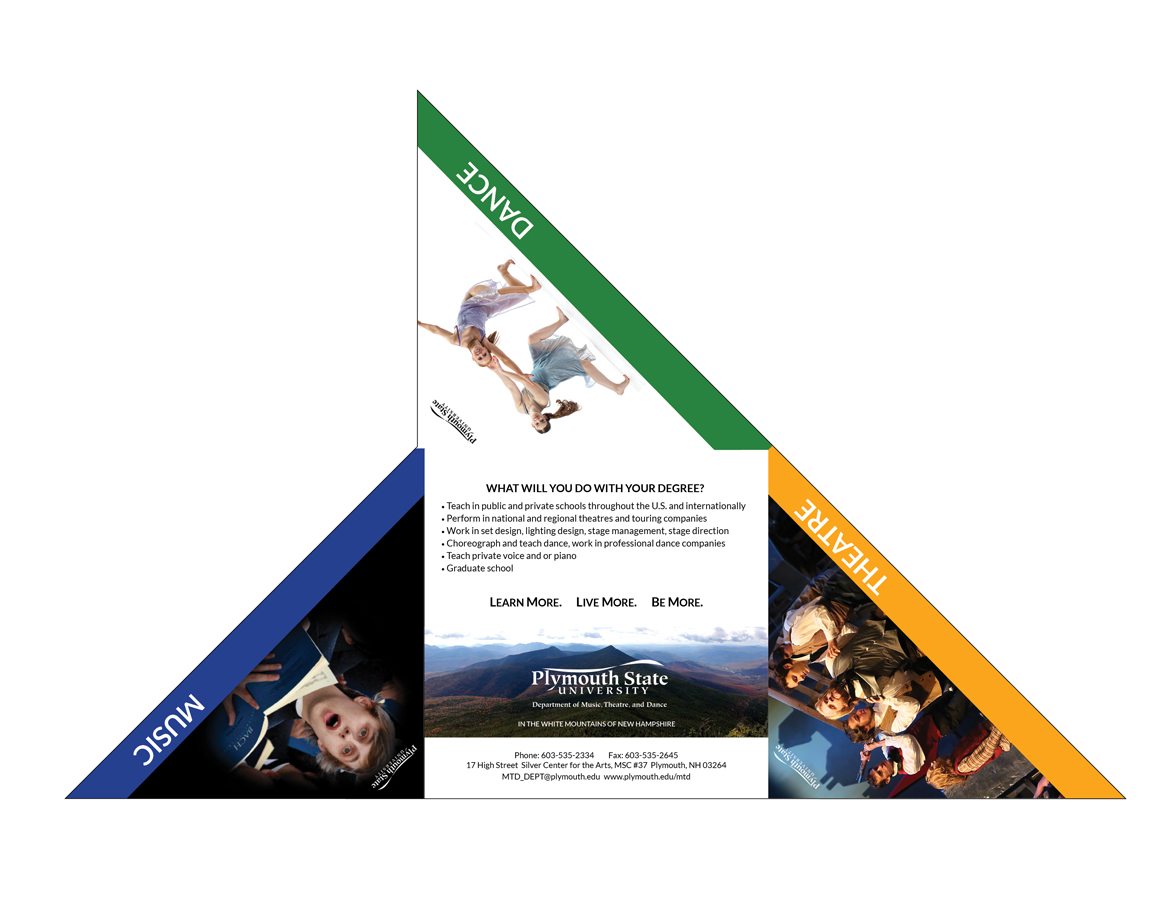 DANCE
Plymouth State
UNIVERSITY
WHAT WILL YOU DO WITH YOUR DEGREE?
• Teach in public and private schools throughout the U.S. and internationally
• Perform in national and regional theatres and touring companies
• Work in set design, lighting design, stage management, stage direction
• Choreograph and teach dance, work in professional dance companies
• Teach private voice and or piano
• Graduate school
LEARN MORE. LIVE MORE. BE MORE.
Plymouth State
UNIVERSITY
Department of Music, Theatre, and Dance
IN THE WHITE MOUNTAINS OF NEW HAMPSHIRE
Phone: 603-535-2334 Fax: 603-535-2645
17 High Street Silver Center for the Arts, MSC #37 Plymouth, NH 03264
MTD_DEPT@plymouth.edu www.plymouth.edu/mtd
MUSIC
BACH
Plymouth State
UNIVERSITY
THEATRE
Plymouth State
UNIVERSITY